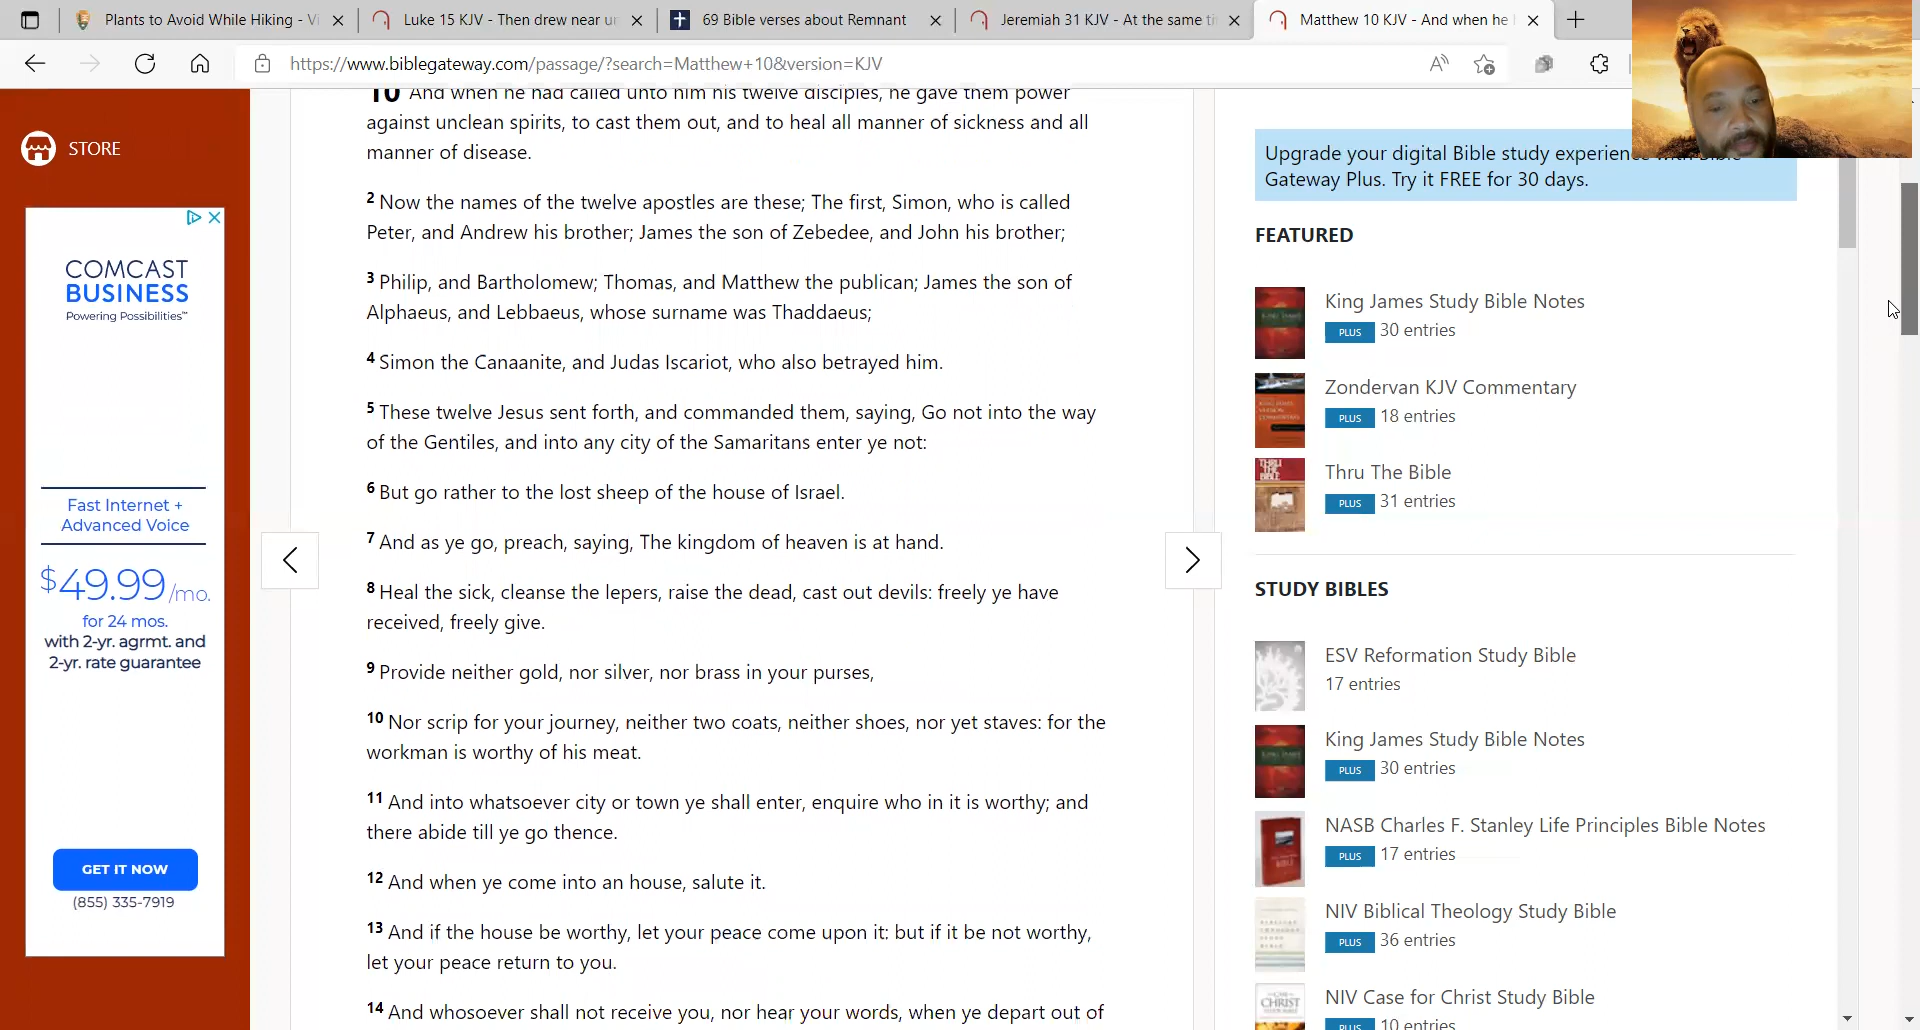 Plants to Avoid While Hiking - Vi
Luke 15 KJV - Then drew near un
69 Bible verses about Remnant
Jeremiah 31 KJV - At the same ti
Matthew 10 KJV - And when he
https://www.biblegateway.com/passage/?search=Matthew+10&version=KJV
STORE
COMCAST
BUSINESS
Powering Possibilities™
Fast Internet +
Advanced Voice
$49.99/mo.
for 24 mos.
with 2-yr. agrmt. and
2-yr. rate guarantee
GET IT NOW
(855) 335-7919
10 And when he had called unto him his twelve disciples, he gave them power
against unclean spirits, to cast them out, and to heal all manner of sickness and all
manner of disease.
2 Now the names of the twelve apostles are these; The first, Simon, who is called
Peter, and Andrew his brother; James the son of Zebedee, and John his brother;
3 Philip, and Bartholomew; Thomas, and Matthew the publican; James the son of
Alphaeus, and Lebbaeus, whose surname was Thaddaeus;
4 Simon the Canaanite, and Judas Iscariot, who also betrayed him.
5 These twelve Jesus sent forth, and commanded them, saying, Go not into the way
of the Gentiles, and into any city of the Samaritans enter ye not:
6 But go rather to the lost sheep of the house of Israel.
7 And as ye go, preach, saying, The kingdom of heaven is at hand.
8 Heal the sick, cleanse the lepers, raise the dead, cast out devils: freely ye have
received, freely give.
9 Provide neither gold, nor silver, nor brass in your purses,
10 Nor scrip for your journey, neither two coats, neither shoes, nor yet staves: for the
workman is worthy of his meat.
11 And into whatsoever city or town ye shall enter, enquire who in it is worthy; and
there abide till ye go thence.
12 And when ye come into an house, salute it.
13 And if the house be worthy, let your peace come upon it: but if it be not worthy,
let your peace return to you.
14 And whosoever shall not receive you, nor hear your words, when ye depart out of
Upgrade your digital Bible study experience with Bible
Gateway Plus. Try it FREE for 30 days.
FEATURED
King James Study Bible Notes
PLUS 30 entries
Zondervan KJV Commentary
PLUS 18 entries
Thru The Bible
PLUS 31 entries
STUDY BIBLES
ESV Reformation Study Bible
17 entries
King James Study Bible Notes
PLUS 30 entries
NASB Charles F. Stanley Life Principles Bible Notes
PLUS 17 entries
NIV Biblical Theology Study Bible
PLUS 36 entries
NIV Case for Christ Study Bible
PLUS 10 entries